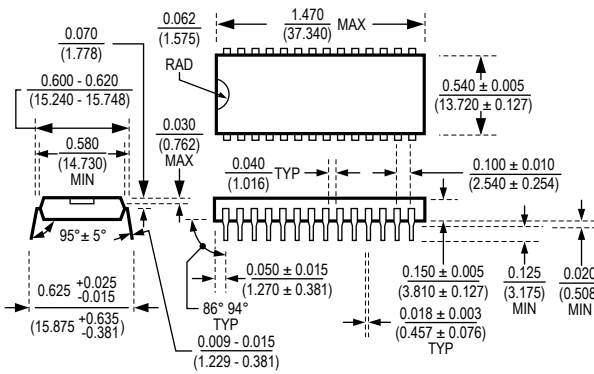 0.062
(1.575)
1.470
(37.340)
MAX
0.070
(1.778)
RAD
0.540 ± 0.005
(13.720 ± 0.127)
0.600 - 0.620
(15.240 - 15.748)
0.030
(0.762)
MAX
0.580
(14.730)
MIN
0.040
(1.016)
TYP
0.100 ± 0.010
(2.540 ± 0.254)
95° ± 5°
0.050 ± 0.015
(1.270 ± 0.381)
0.150 ± 0.005
(3.810 ± 0.127)
0.125
(3.175)
MIN
0.020
(0.508
MIN
0.625 +0.025
-0.015
(15.875 +0.635
-0.381)
86° 94°
TYP
0.018 ± 0.003
(0.457 ± 0.076)
TYP
0.009 - 0.015
(1.229 - 0.381)